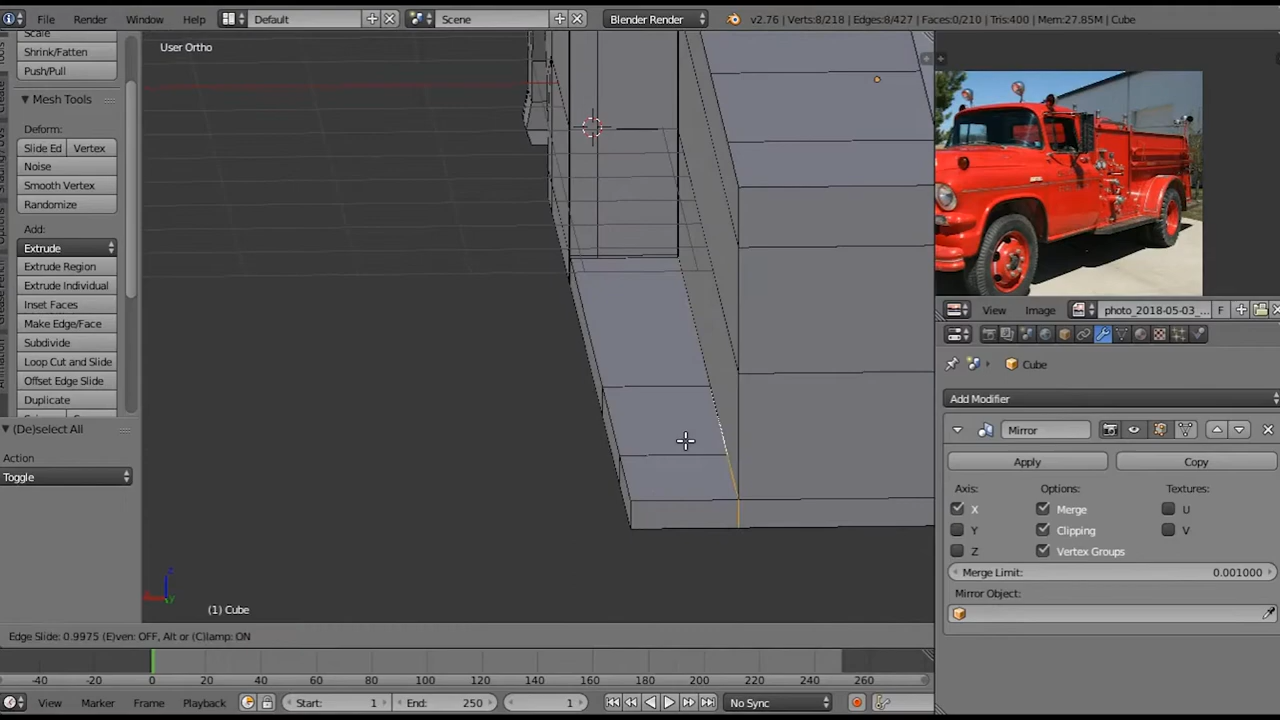 File Render Window Help Default Scene Blender Render v2.76 | Verts:8/218 | Edges:8/427 | Faces:0/210 | Tris:400 | Mem:27.85M | Cube
User Ortho
Scale
Shrink/Fatten
Push/Pull
Mesh Tools
Deform:
Slide Ed Vertex
Noise
Smooth Vertex
Randomize
Add:
Extrude
Extrude Region
Extrude Individual
Inset Faces
Make Edge/Face
Subdivide
Loop Cut and Slide
Offset Edge Slide
Duplicate
(De)select All
Action
Toggle
View Image photo_2018-05-03_... F
Cube
Add Modifier
Mirror
Apply Copy
Axis: Options: Textures:
X Merge U
Y Clipping V
Z Vertex Groups
Merge Limit: 0.001000
Mirror Object:
z
y
(1) Cube
Edge Slide: 0.9975 (E)ven: OFF, Alt or (C)lamp: ON
-40 -20 0 20 40 60 80 100 120 140 160 180 200 220 240 260
View Marker Frame Playback Start: 1 End: 250 1 No Sync